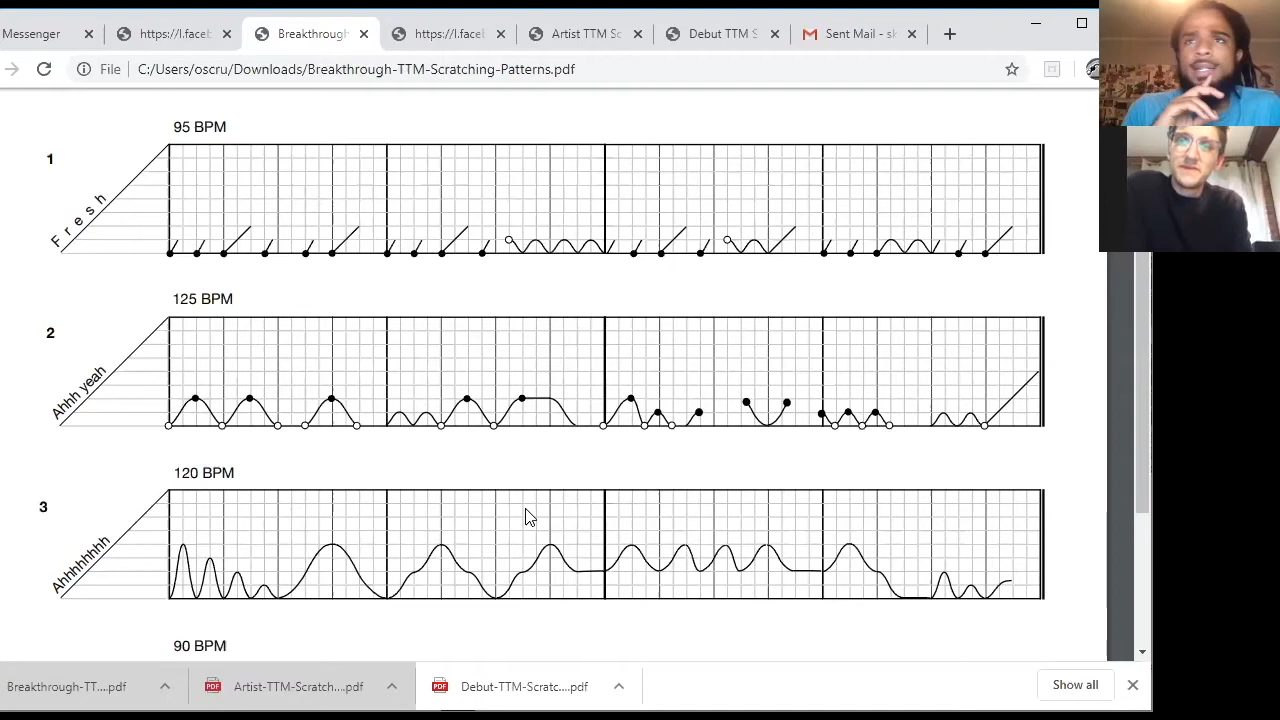 Messenger
https://l.faceb
Breakthrough
https://l.faceb
Artist TTM Sc
Debut TTM S
Sent Mail - sk
File
C:/Users/oscru/Downloads/Breakthrough-TTM-Scratching-Patterns.pdf
95 BPM
1
Fresh
125 BPM
2
Ahhh yeah
120 BPM
3
Ahhhhhhhh
90 BPM
Breakthrough-TT....pdf
Artist-TTM-Scratch....pdf
Debut-TTM-Scratc....pdf
Show all